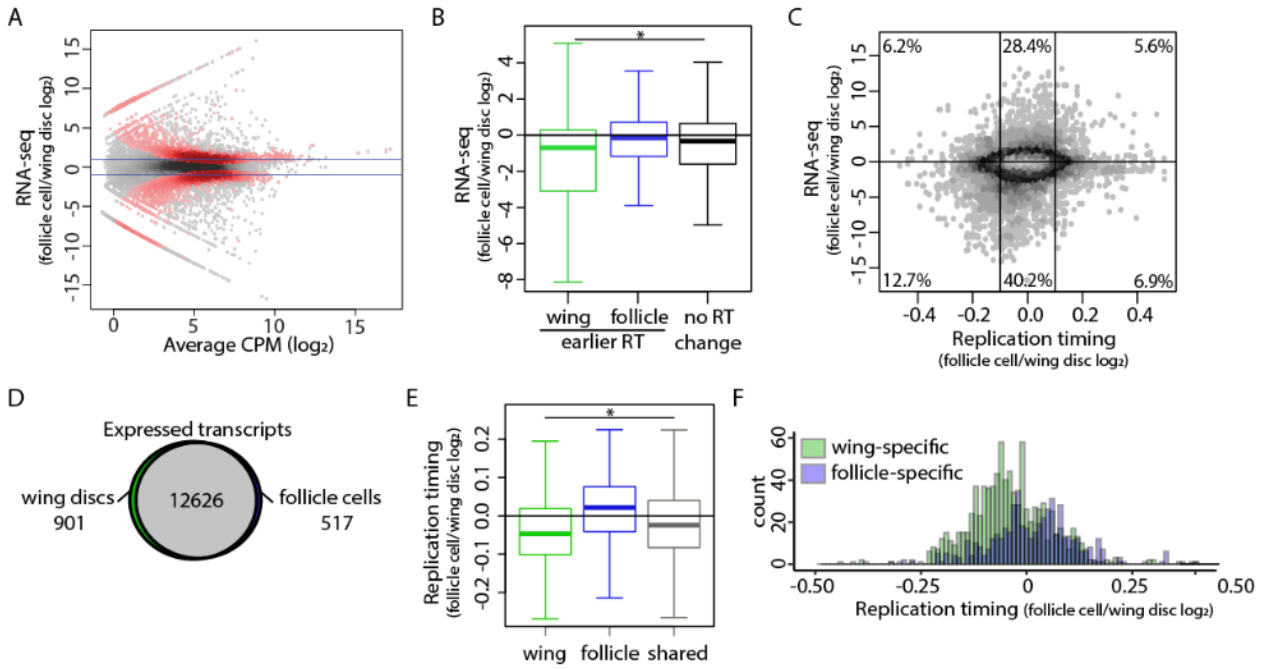 A
RNA-seq
(follicle cell/wing disc log₂)
15
10
5
0
-5
-10
-15
0
5
10
15
Average CPM (log₂)
B
RNA-seq
(follicle cell/wing disc log₂)
4
2
0
-2
-4
-6
-8
*
wing
follicle
no RT
earlier RT
change
C
RNA-seq
(follicle cell/wing disc log₂)
15
10
5
0
-5
-10
-15
6.2%
28.4%
5.6%
12.7%
40.2%
6.9%
-0.4
-0.2
0.0
0.2
0.4
Replication timing
(follicle cell/wing disc log₂)
D
Expressed transcripts
wing discs
901
12626
follicle cells
517
E
Replication timing
(follicle cell/wing disc log₂)
0.2
0.1
0.0
-0.1
-0.2
*
wing
follicle
shared
F
count
60
40
20
0
wing-specific
follicle-specific
-0.50
-0.25
0
0.25
0.50
Replication timing (follicle cell/wing disc log₂)